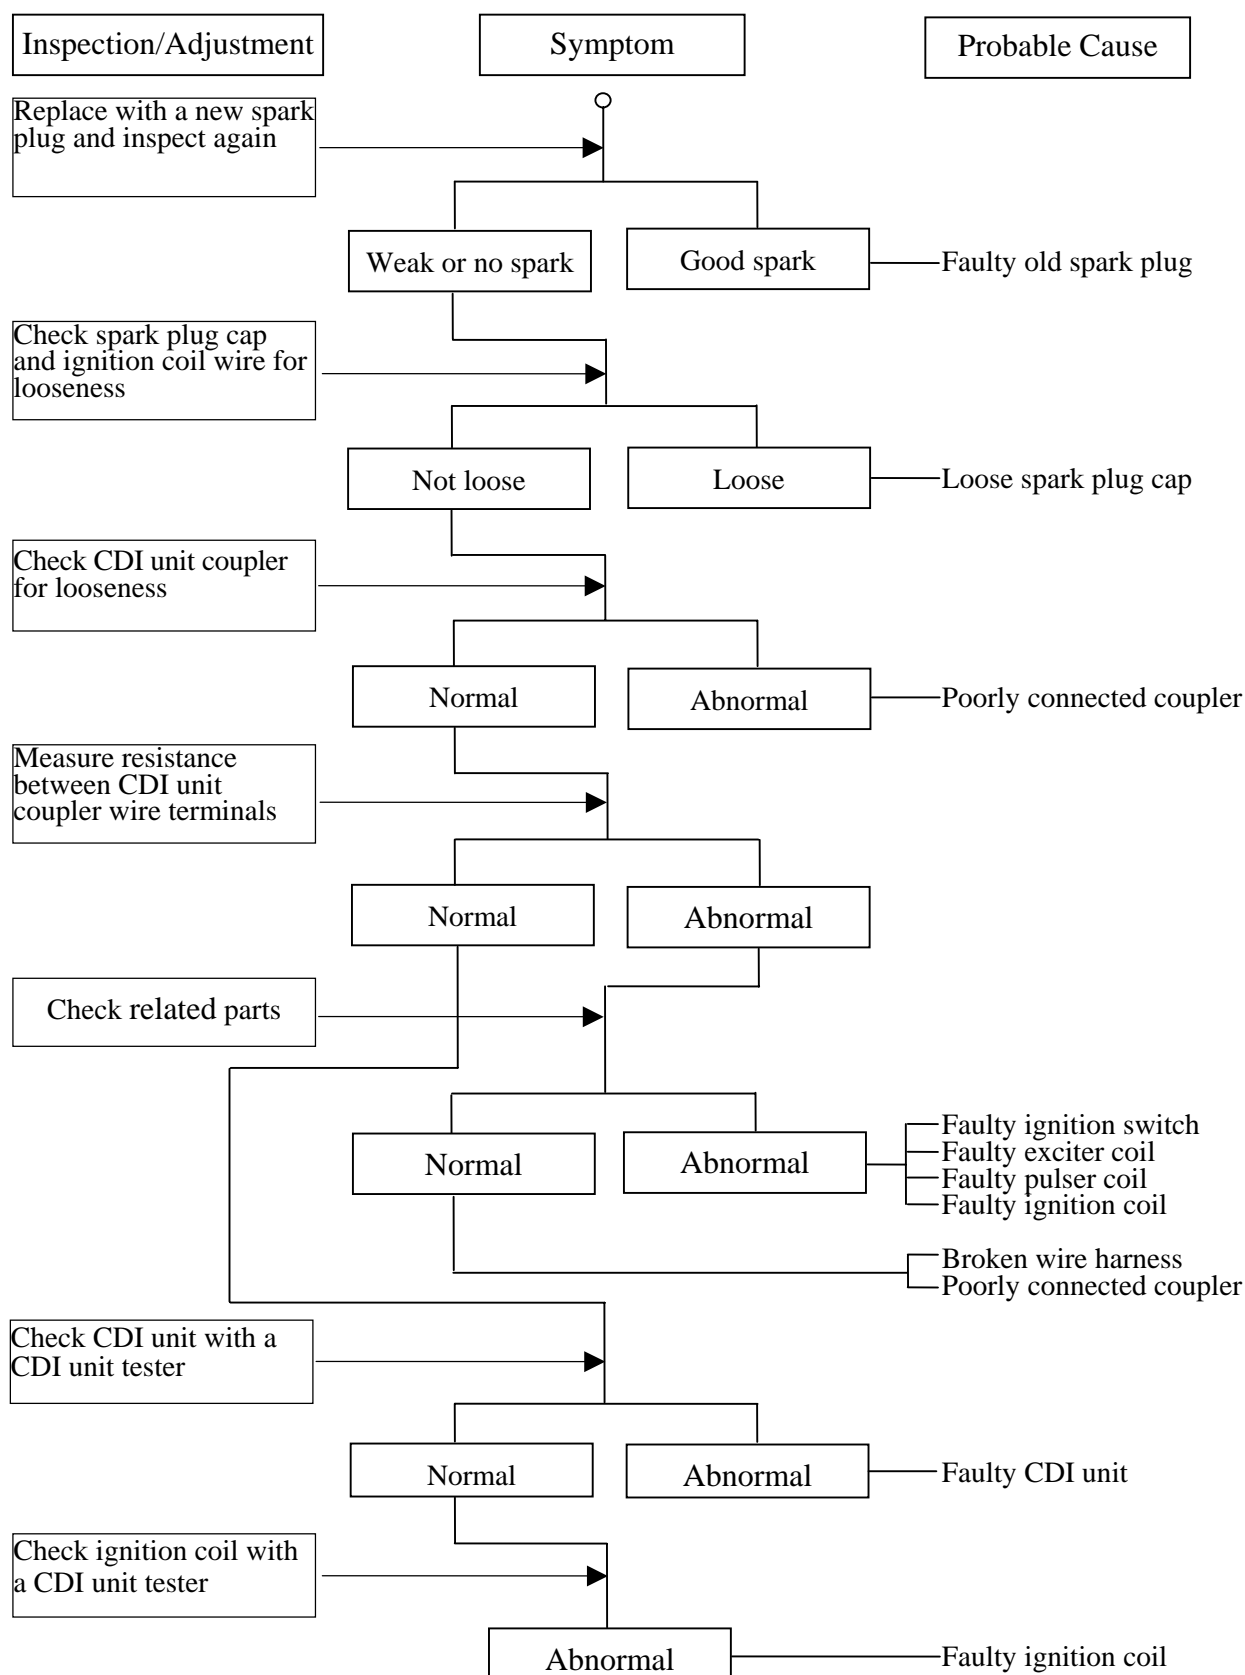 Inspection/Adjustment
Symptom
Probable Cause
Replace with a new spark
plug and inspect again
Weak or no spark
Good spark
Faulty old spark plug
Check spark plug cap
and ignition coil wire for
looseness
Not loose
Loose
Loose spark plug cap
Check CDI unit coupler
for looseness
Normal
Abnormal
Poorly connected coupler
Measure resistance
between CDI unit
coupler wire terminals
Normal
Abnormal
Check related parts
Normal
Abnormal
Faulty ignition switch
Faulty exciter coil
Faulty pulser coil
Faulty ignition coil
Broken wire harness
Poorly connected coupler
Check CDI unit with a
CDI unit tester
Normal
Abnormal
Faulty CDI unit
Check ignition coil with
a CDI unit tester
Abnormal
Faulty ignition coil